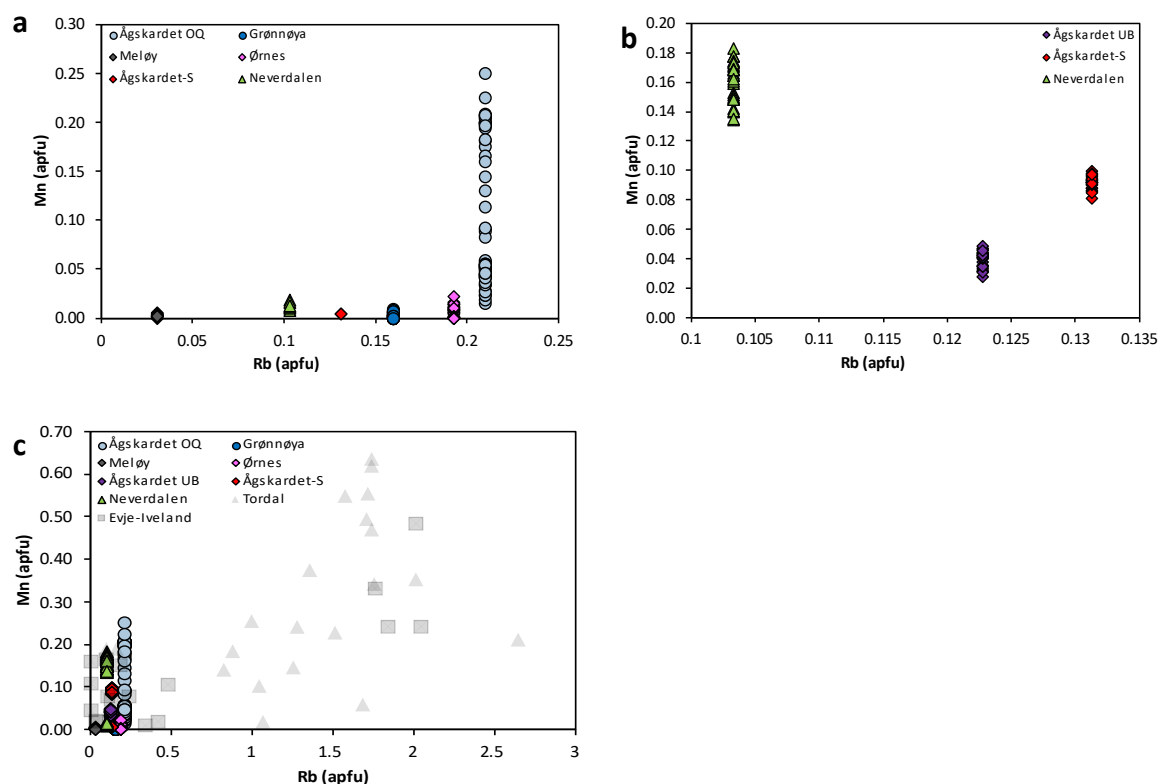 a
Ågskardet OQ
Grønnøya
Meløy
Ørnes
Ågskardet-S
Neverdalen
0.30
0.25
0.20
0.15
0.10
0.05
0.00
Mn (apfu)
0 0.05 0.1 0.15 0.2 0.25
Rb (apfu)
b
Ågskardet UB
Ågskardet-S
Neverdalen
0.20
0.18
0.16
0.14
0.12
0.10
0.08
0.06
0.04
0.02
0.00
Mn (apfu)
0.1 0.105 0.11 0.115 0.12 0.125 0.13 0.135
Rb (apfu)
c
Ågskardet OQ
Grønnøya
Meløy
Ørnes
Ågskardet UB
Ågskardet-S
Neverdalen
Tordal
Evje-Iveland
0.70
0.60
0.50
0.40
0.30
0.20
0.10
0.00
Mn (apfu)
0 0.5 1 1.5 2 2.5 3
Rb (apfu)